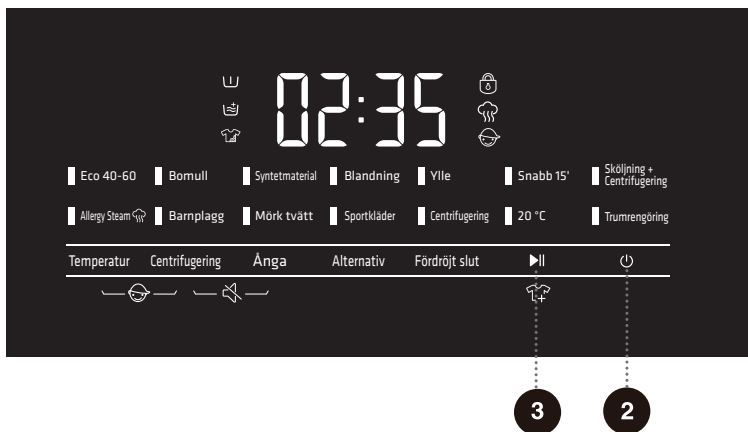 02:35
Eco 40-60 Bomull Syntetmaterial Blandning Ylle Snabb 15' Sköljning +
Centrifugering
Allergy Steam Barnplagg Mörk tvätt Sportkläder Centrifugering 20 °C Trumrengöring
Temperatur Centrifugering Ånga Alternativ Fördröjt slut
3 2